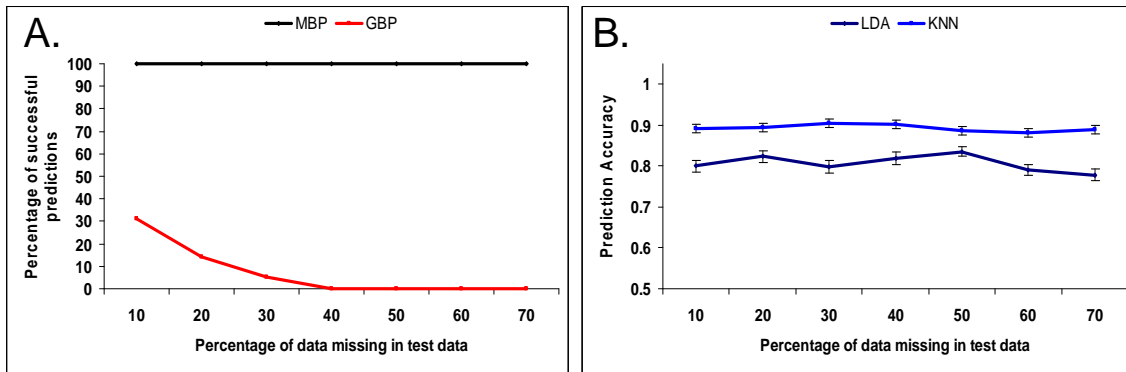 A.
MBP GBP
Percentage of successful
predictions
100
90
80
70
60
50
40
30
20
10
0
10 20 30 40 50 60 70
Percentage of data missing in test data
B.
LDA KNN
Prediction Accuracy
1
0.9
0.8
0.7
0.6
0.5
10 20 30 40 50 60 70
Percentage of data missing in test data